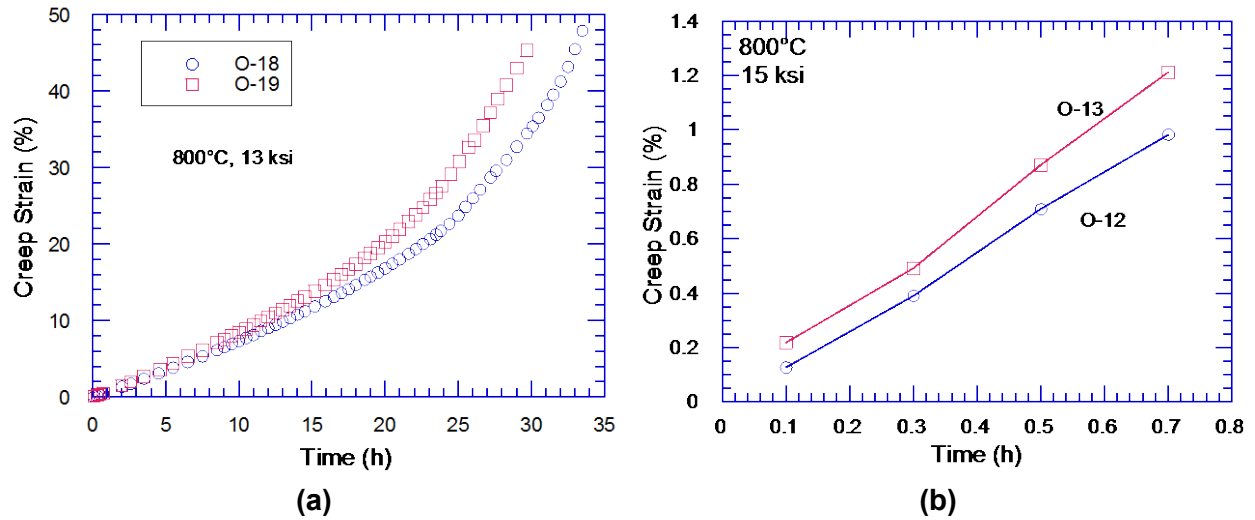 50
40
30
20
10
0
Creep Strain (%)
O-18
O-19
800°C, 13 ksi
0 5 10 15 20 25 30 35
Time (h)
(a)
1.4
1.2
1
0.8
0.6
0.4
0.2
0
Creep Strain (%)
800°C
15 ksi
O-13
O-12
0 0.1 0.2 0.3 0.4 0.5 0.6 0.7 0.8
Time (h)
(b)